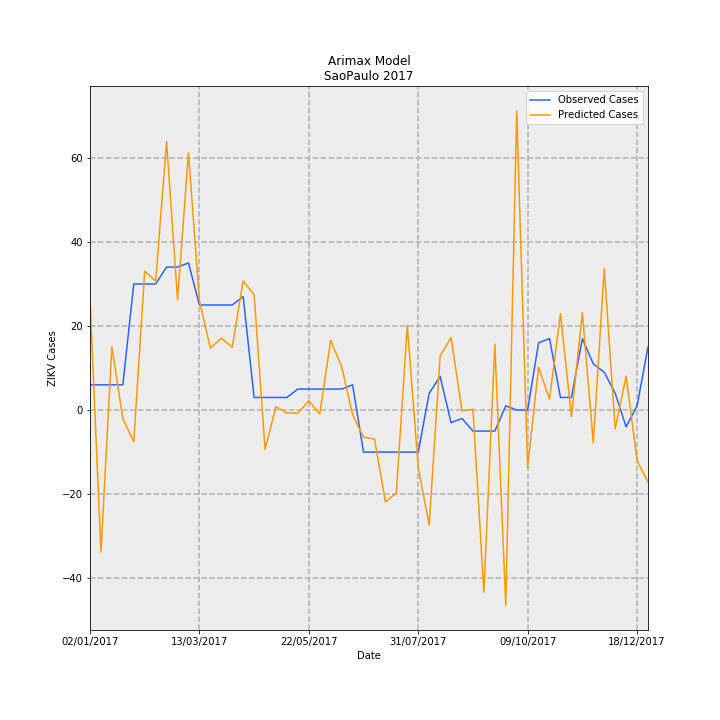 Arimax Model
SaoPaulo 2017
Observed Cases
Predicted Cases
ZIKV Cases
60
40
20
0
−20
−40
02/01/2017 13/03/2017 22/05/2017 31/07/2017 09/10/2017 18/12/2017
Date